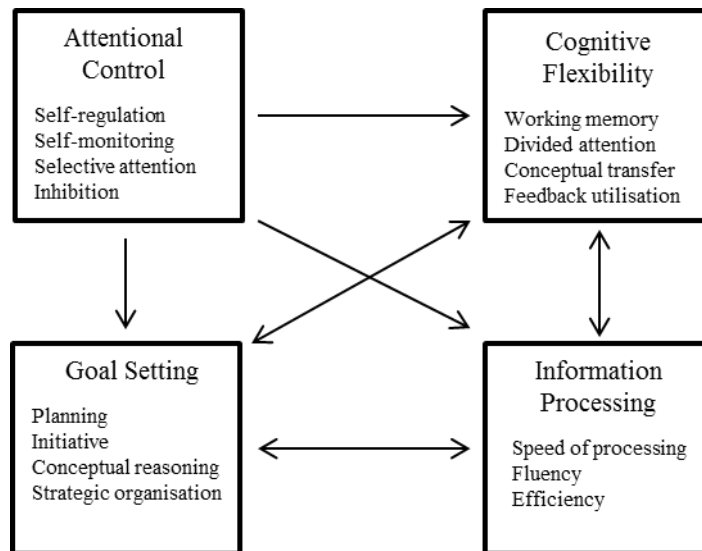 Attentional
Control
Self-regulation
Self-monitoring
Selective attention
Inhibition
Cognitive
Flexibility
Working memory
Divided attention
Conceptual transfer
Feedback utilisation
Goal Setting
Planning
Initiative
Conceptual reasoning
Strategic organisation
Information
Processing
Speed of processing
Fluency
Efficiency